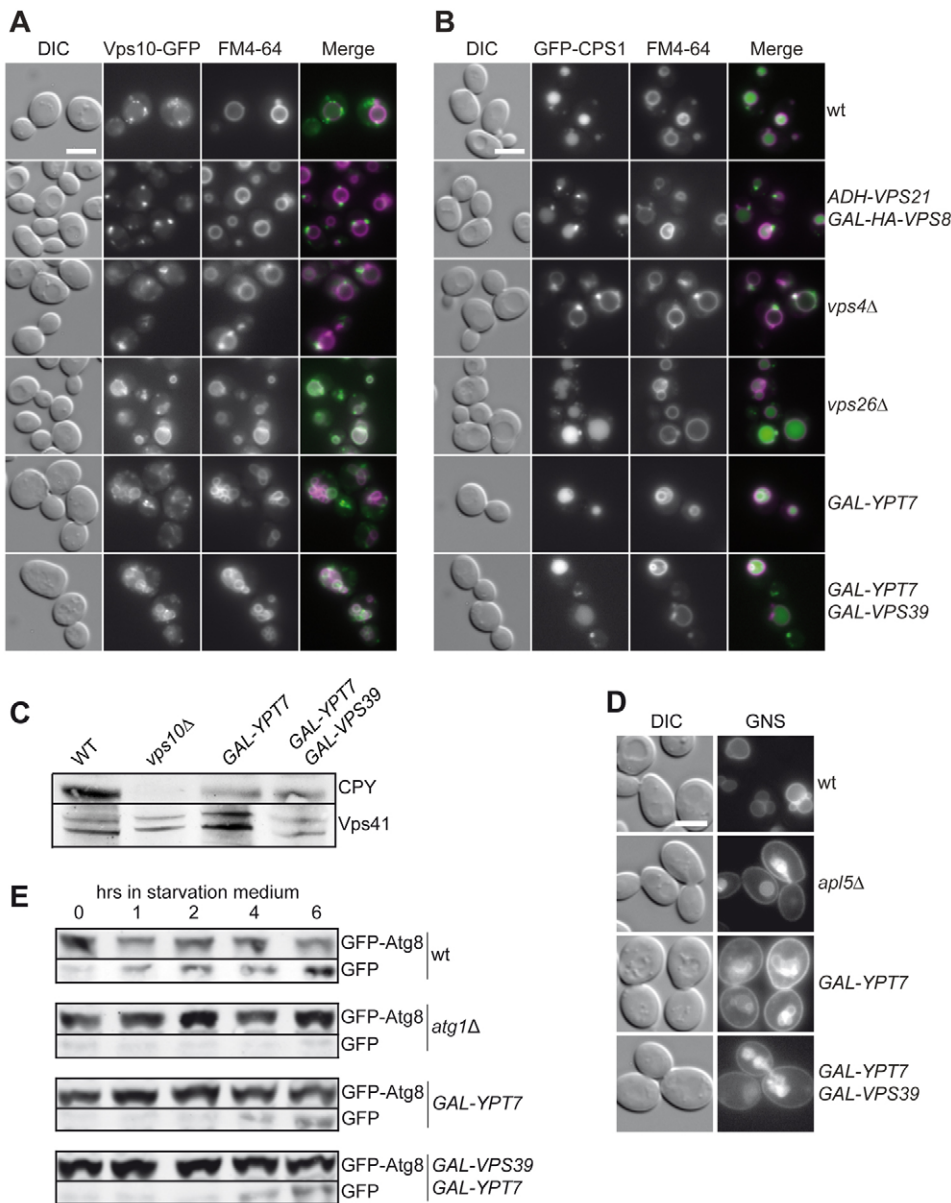 A
DIC Vps10-GFP FM4-64 Merge
B
DIC GFP-CPS1 FM4-64 Merge
wt
ADH-VPS21
GAL-HA-VPS8
vps4Δ
vps26Δ
GAL-YPT7
GAL-YPT7
GAL-VPS39
C
WT vps10Δ GAL-YPT7 GAL-YPT7
GAL-VPS39
CPY
Vps41
D
DIC GNS
wt
apl5Δ
GAL-YPT7
GAL-YPT7
GAL-VPS39
E
hrs in starvation medium
0 1 2 4 6
GFP-Atg8
GFP
wt
GFP-Atg8
GFP
atg1Δ
GFP-Atg8
GFP
GAL-YPT7
GFP-Atg8
GFP
GAL-VPS39
GAL-YPT7